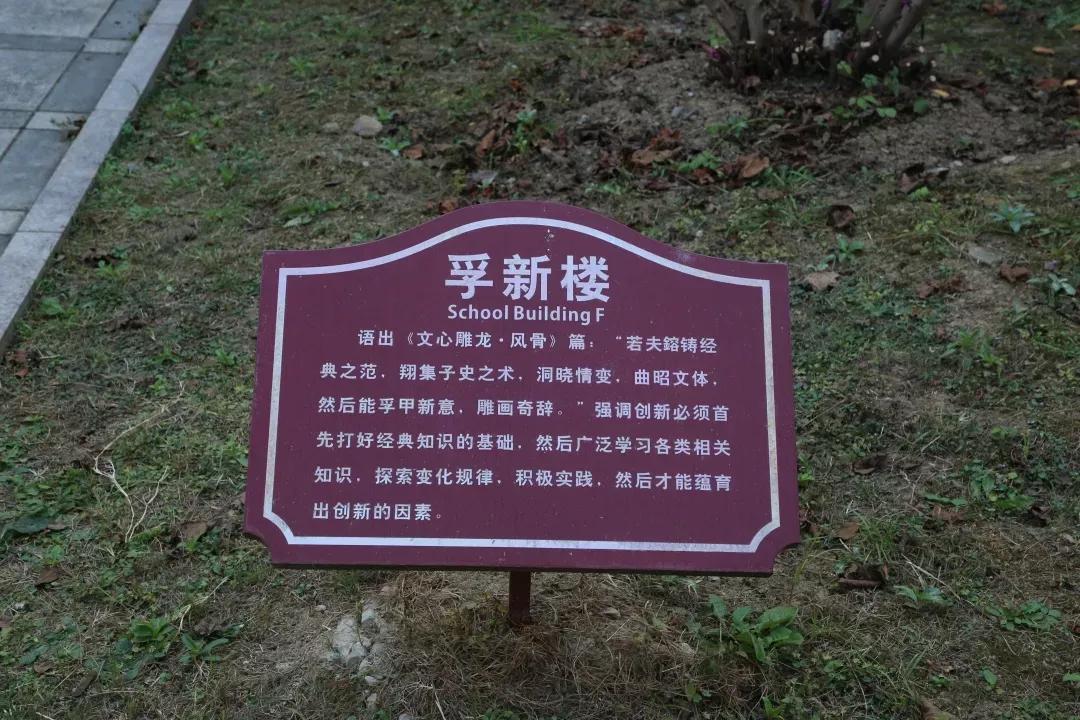 孚新楼
School Building F
语出《文心雕龙·风骨》篇：“若夫鎔铸经
典之范，翔集子史之术，洞晓情变，曲昭文体，
然后能孚甲新意，雕画奇辞。”强调创新必须首
先打好经典知识的基础，然后广泛学习各类相关
知识，探索变化规律，积极实践，然后才能蕴育
出创新的因素。